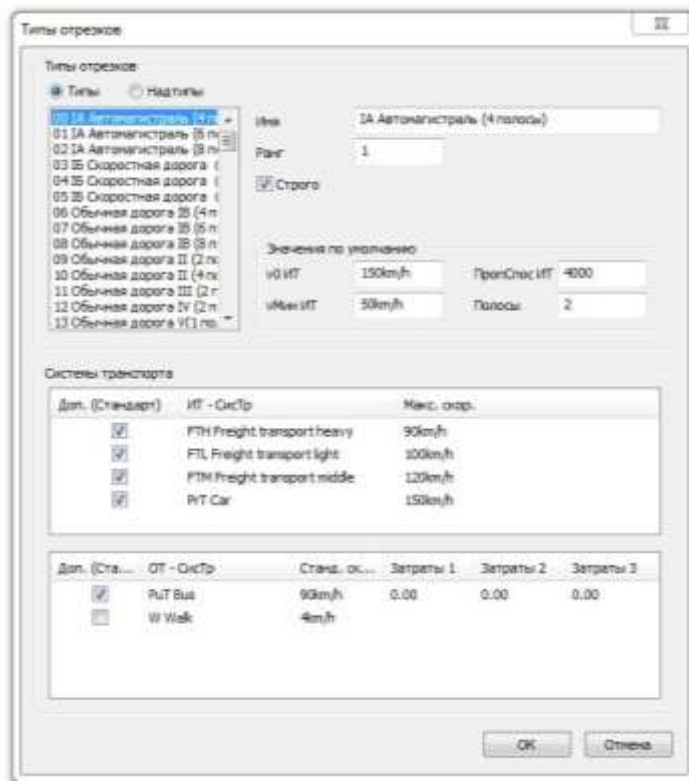 Типы отрезков
Типы отрезков
Типы Надтипы
00 IA Автомагистраль (4 п
01 IA Автомагистраль (6 п
02 IA Автомагистраль (8 п
03 IБ Скоростная дорога (
04 IБ Скоростная дорога (
05 IБ Скоростная дорога (
06 Обычная дорога IB (4 п
07 Обычная дорога IB (6 п
08 Обычная дорога IB (8 п
09 Обычная дорога II (2 по
10 Обычная дорога II (4 по
11 Обычная дорога III (2 г
12 Обычная дорога IV (2 п
13 Обычная дорога V(1 по.
Имя IA Автомагистраль (4 полосы)
Ранг 1
Строго
Значения по умолчанию
v0 ИТ 150km/h ПропСпос ИТ 4000
vМин ИТ 50km/h Полосы 2
Системы транспорта
Доп. (Стандарт) ИТ - СисТр Макс. скор.
FTH Freight transport heavy 90km/h
FTL Freight transport light 100km/h
FTM Freight transport middle 120km/h
PrT Car 150km/h
Доп. (Ста... ОТ - СисТр Станд. ск... Затраты 1 Затраты 2 Затраты 3
PuT Bus 90km/h 0.00 0.00 0.00
W Walk 4km/h
OK Отмена